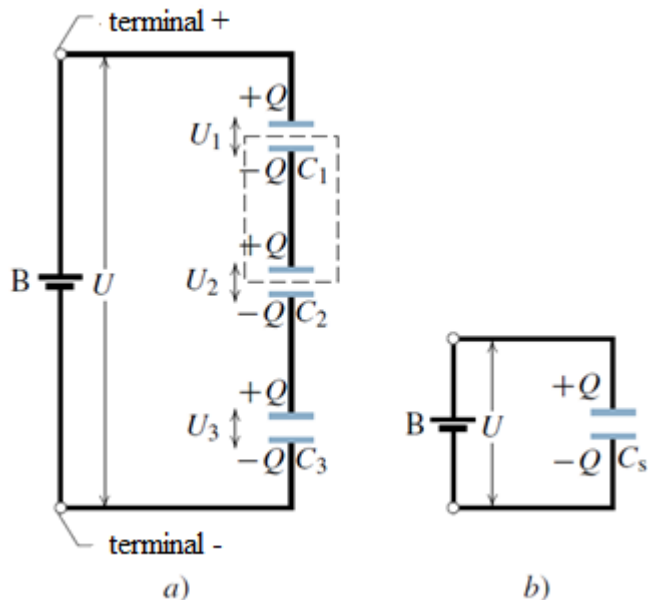 terminal +
+Q
U₁
−Q C₁
+Q
B U U₂
−Q C₂
+Q
U₃
−Q C₃
terminal -
a)
+Q
B U
−Q Cₛ
b)